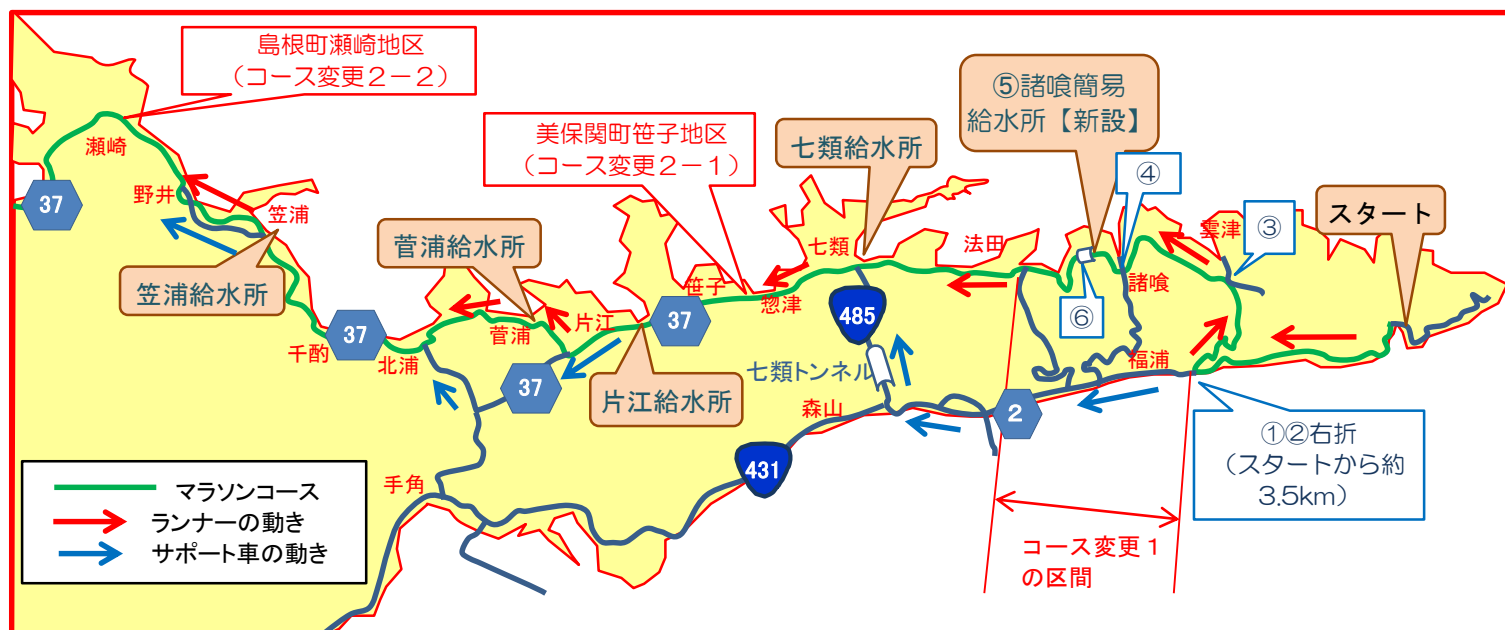 島根町瀬崎地区
（コース変更２－２）
美保関町笹子地区
（コース変更２－１）
⑤諸喰簡易
給水所【新設】
七類給水所
④
③
スタート
瀬崎
野井
笠浦
37
笠浦給水所
菅浦給水所
七類
法田
雲津
諸喰
⑥
笹子
惣津
37
485
片江
菅浦
37
千酌
北浦
37
片江給水所
七類トンネル
福浦
森山
2
①②右折
（スタートから約
3.5km）
431
手角
コース変更１
の区間
マラソンコース
ランナーの動き
サポート車の動き